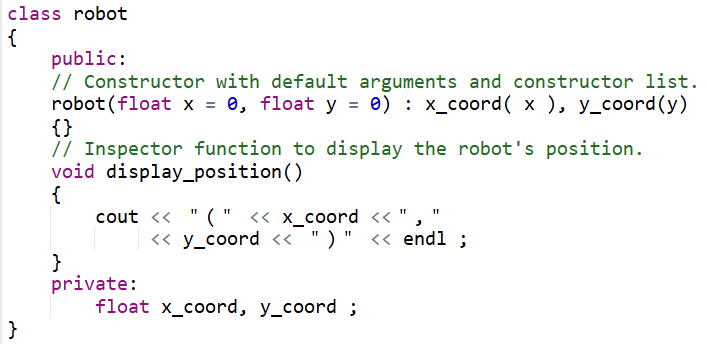 class robot
{
    public:
    // Constructor with default arguments and constructor list.
    robot(float x = 0, float y = 0) : x_coord( x ), y_coord(y)
    {}
    // Inspector function to display the robot's position.
    void display_position()
    {
        cout << "(" << x_coord << ","
             << y_coord << ")" << endl ;
    }
    private:
        float x_coord, y_coord ;
}